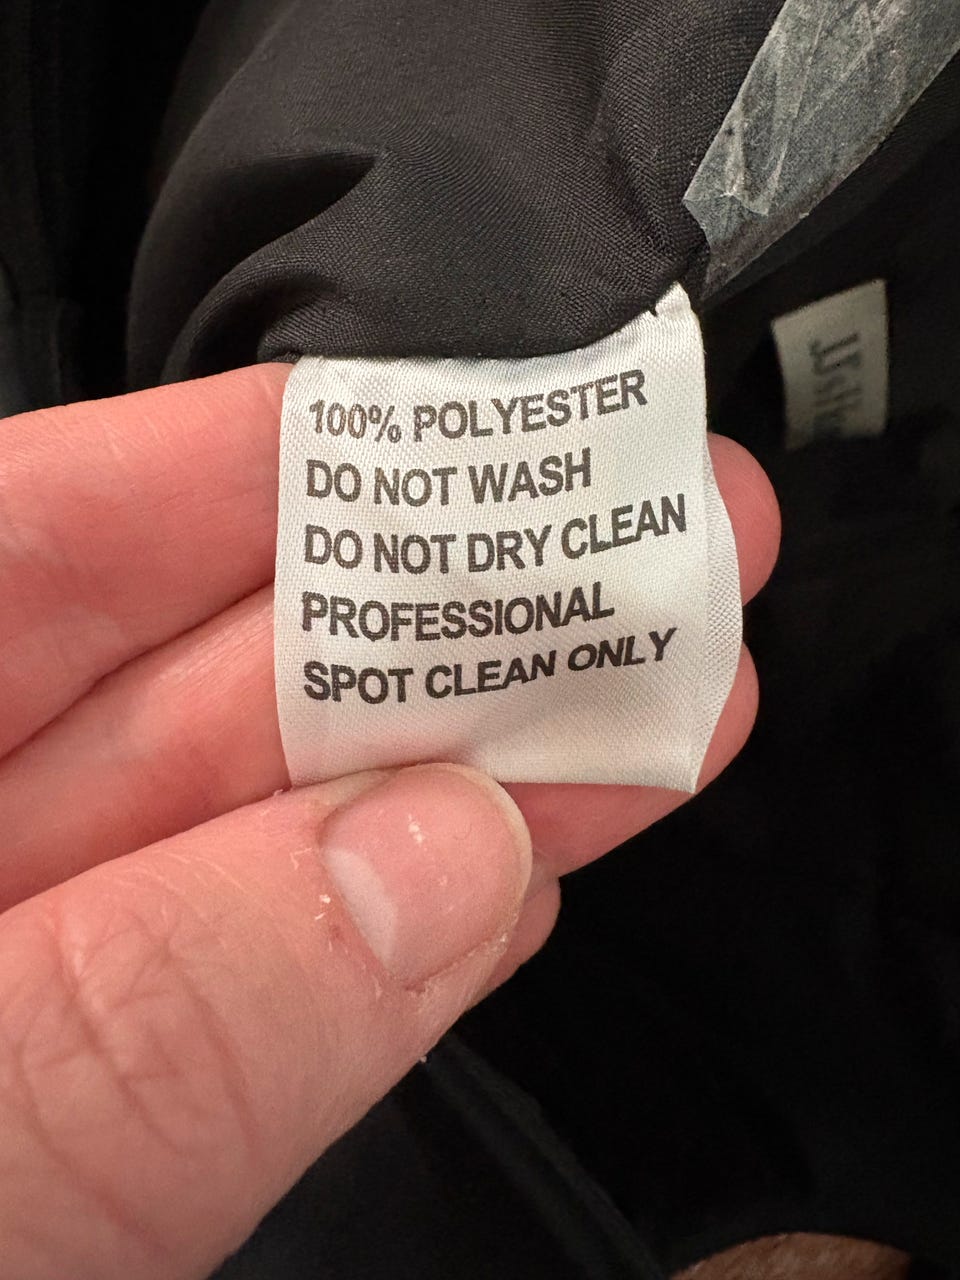 100% POLYESTER
DO NOT WASH
DO NOT DRY CLEAN
PROFESSIONAL
SPOT CLEAN ONLY